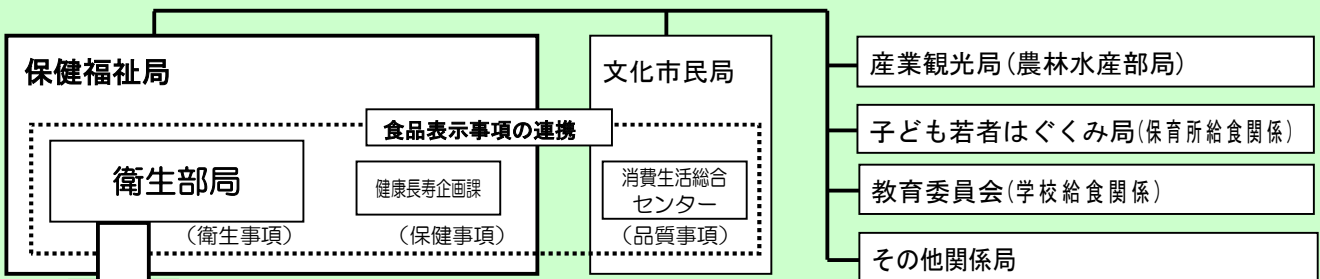 保健福祉局
食品表示事項の連携
衛生部局
(衛生事項)
健康長寿企画課
(保健事項)
文化市民局
消費生活総合
センター
(品質事項)
産業観光局(農林水産部局)
子ども若者はぐくみ局(保育所給食関係)
教育委員会(学校給食関係)
その他関係局